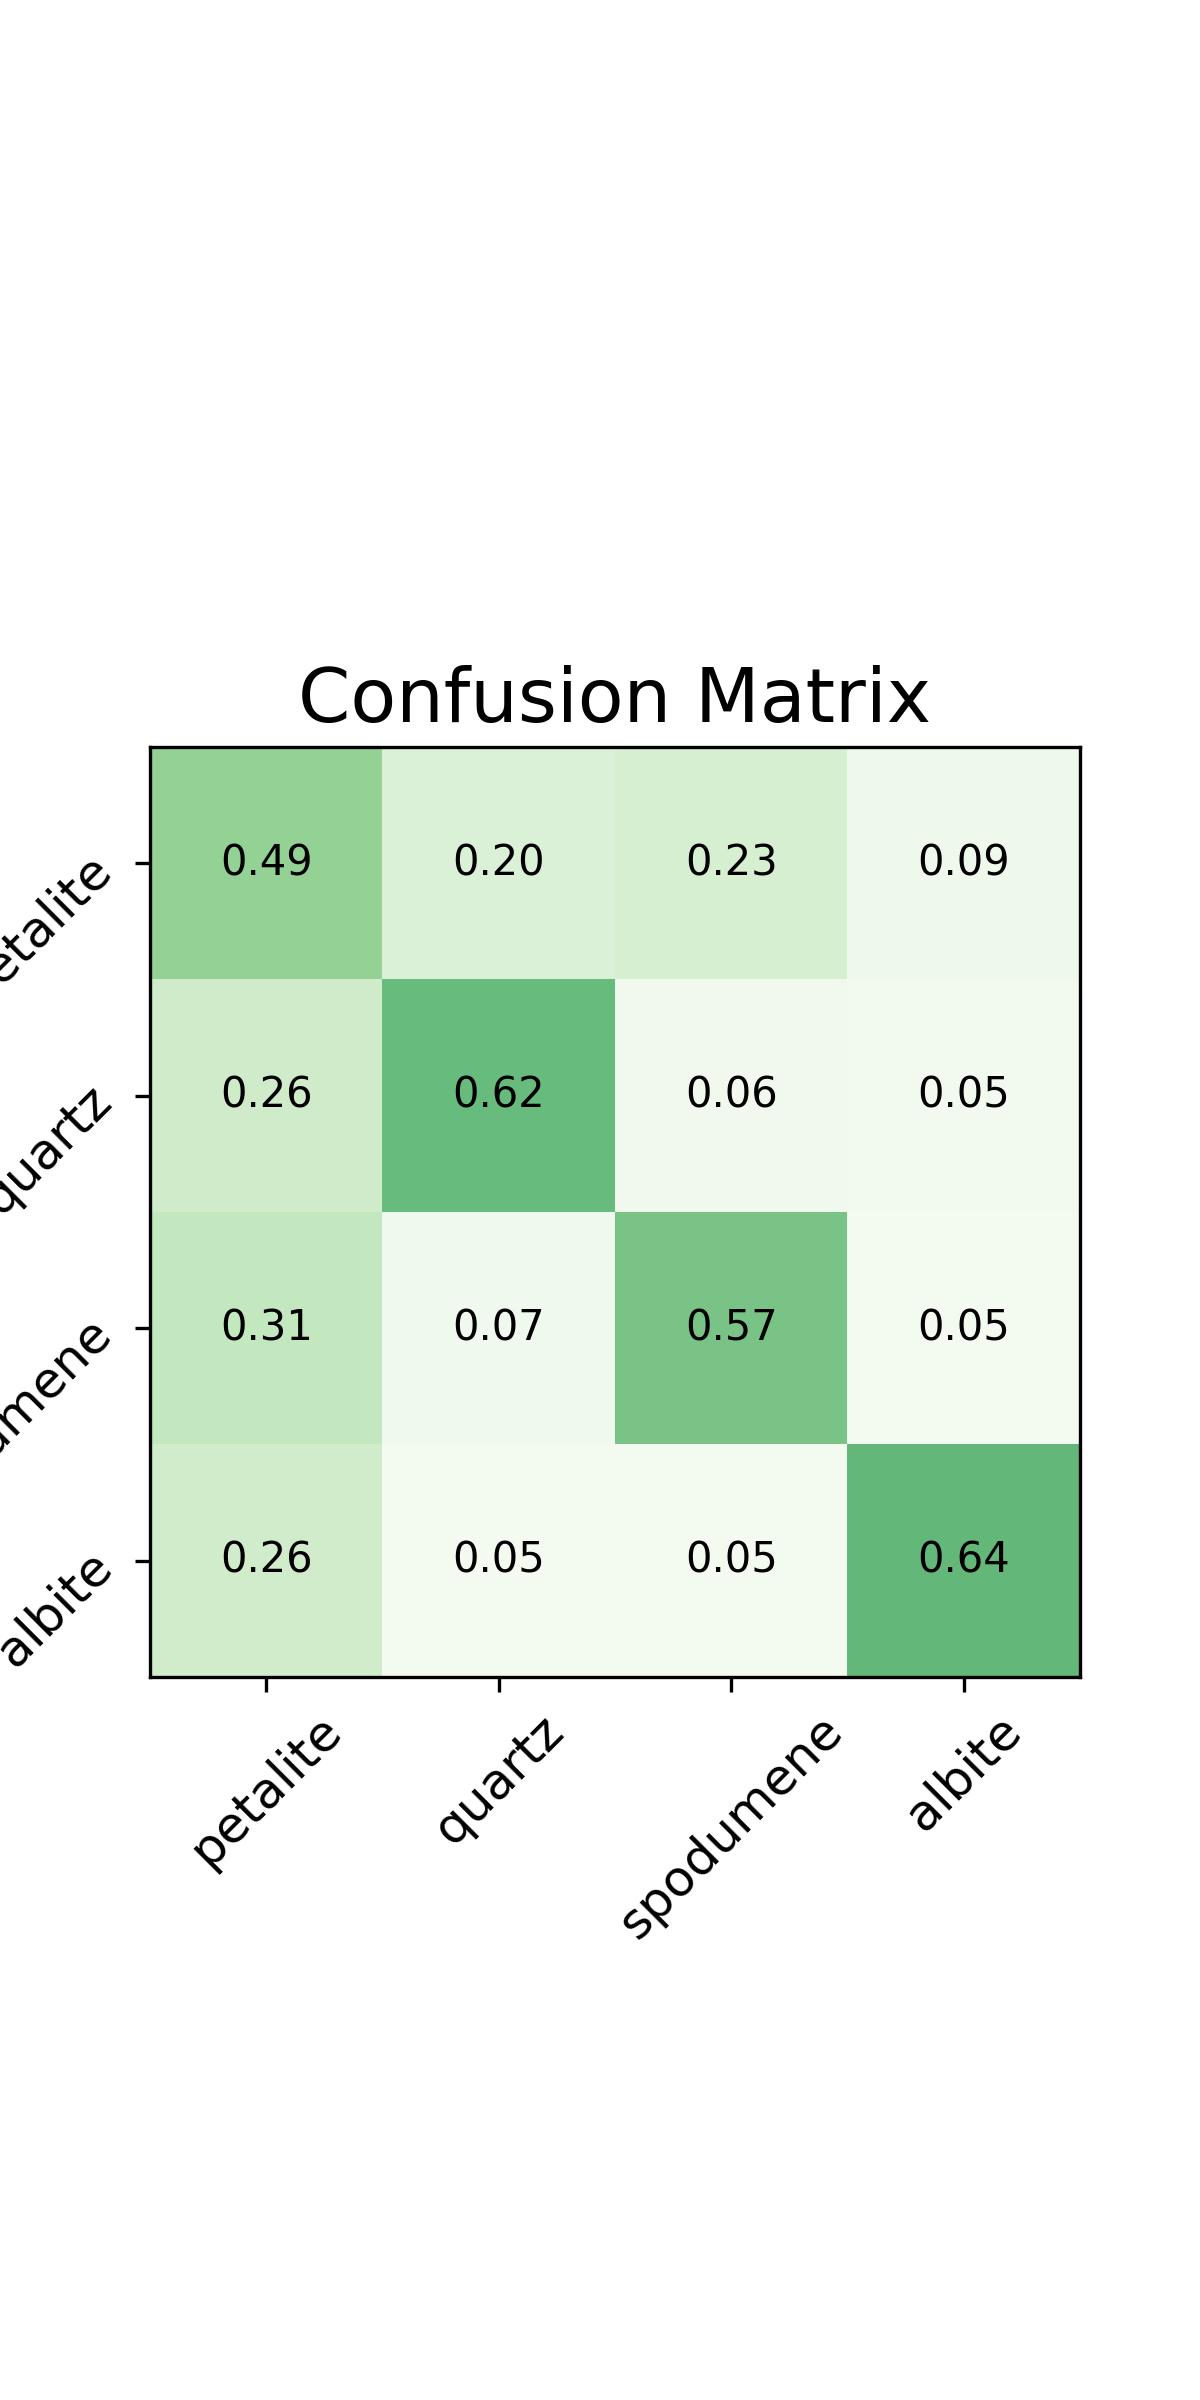 Confusion Matrix
etalite 0.49 0.20 0.23 0.09
quartz 0.26 0.62 0.06 0.05
umene 0.31 0.07 0.57 0.05
albite 0.26 0.05 0.05 0.64
petalite quartz spodumene albite